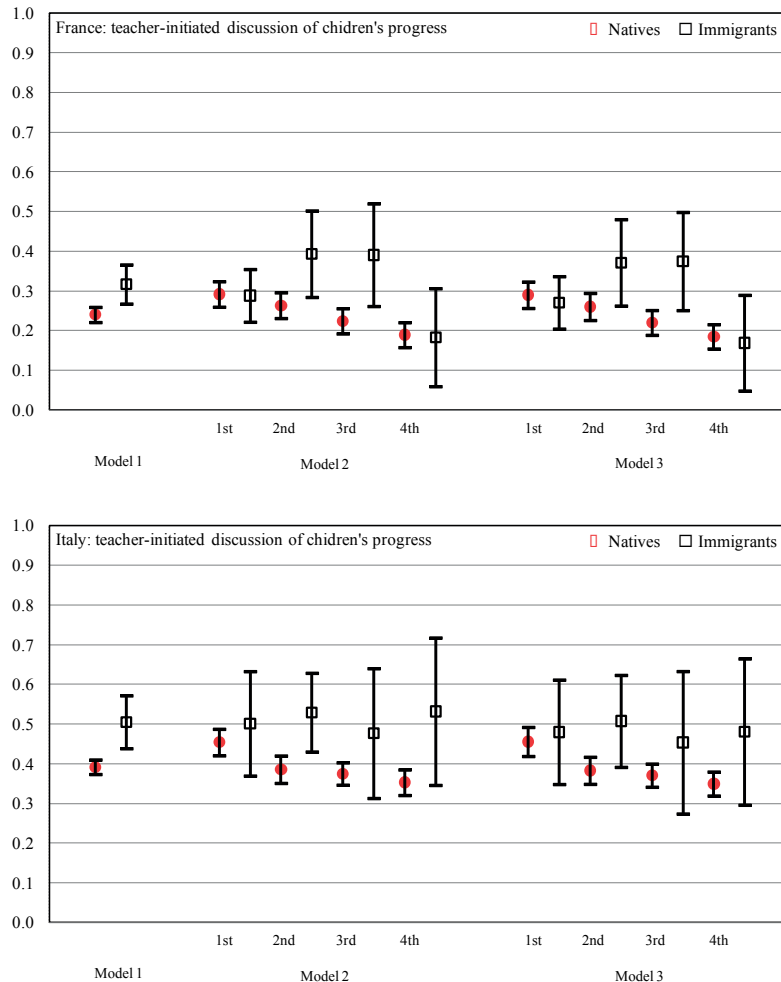 France: teacher-initiated discussion of chidren's progress
Natives Immigrants
1.0
0.9
0.8
0.7
0.6
0.5
0.4
0.3
0.2
0.1
0.0
1st 2nd 3rd 4th 1st 2nd 3rd 4th
Model 1 Model 2 Model 3
Italy: teacher-initiated discussion of chidren's progress
Natives Immigrants
1.0
0.9
0.8
0.7
0.6
0.5
0.4
0.3
0.2
0.1
0.0
1st 2nd 3rd 4th 1st 2nd 3rd 4th
Model 1 Model 2 Model 3